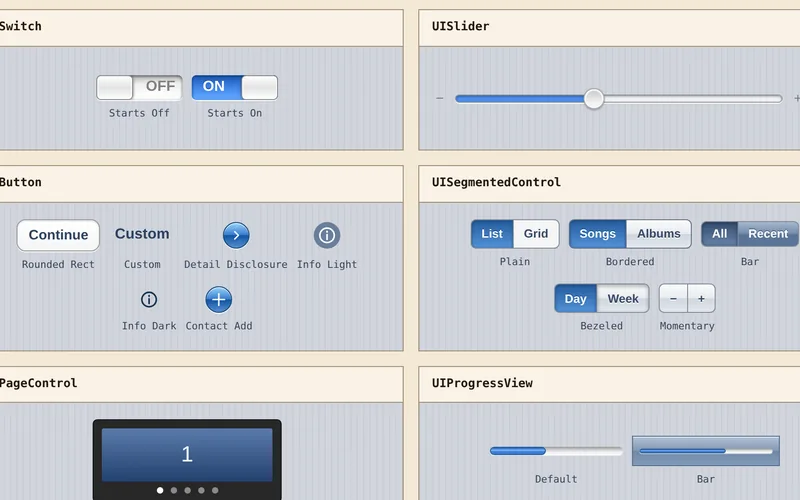 Switch
OFF
ON
Starts Off
Starts On
UISlider
−
+
Button
Continue
Custom
Rounded Rect
Custom
Detail Disclosure
Info Light
Info Dark
Contact Add
UISegmentedControl
List
Grid
Songs
Albums
All
Recent
Plain
Bordered
Bar
Day
Week
−
+
Bezeled
Momentary
PageControl
1
UIProgressView
Default
Bar